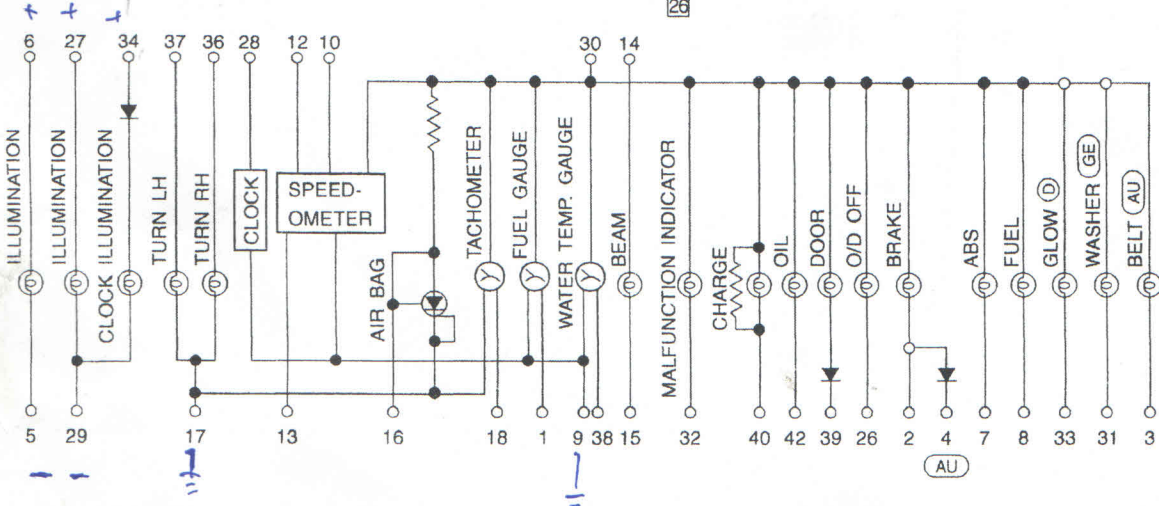 26
+ + +
6 27 34 37 36 28 12 10 30 14
ILLUMINATION
ILLUMINATION
CLOCK ILLUMINATION
TURN LH
TURN RH
CLOCK
SPEED-
OMETER
AIR BAG
TACHOMETER
FUEL GAUGE
WATER TEMP. GAUGE
BEAM
MALFUNCTION INDICATOR
CHARGE
OIL
DOOR
O/D OFF
BRAKE
ABS
FUEL
GLOW D
WASHER GE
BELT AU
5 29 17 13 16 18 1 9 38 15 32 40 42 39 26 2 4 7 8 33 31 3
AU
- -